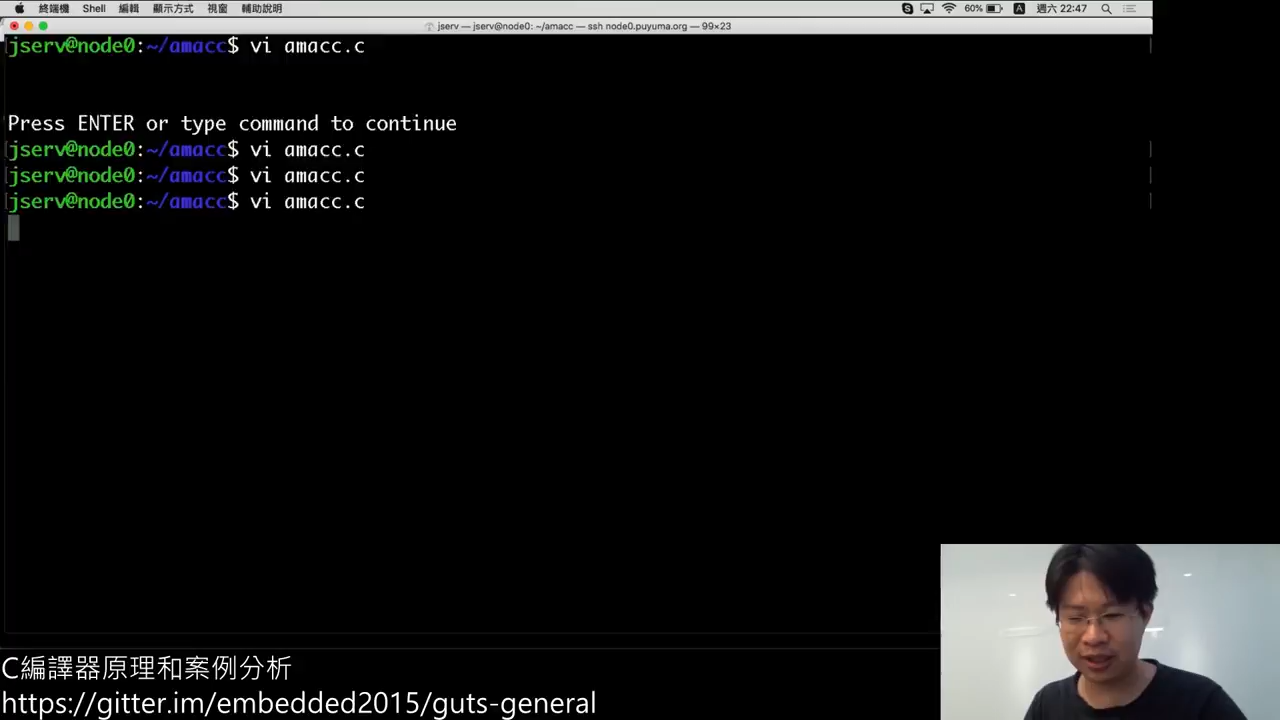 終端機 Shell 編輯 顯示方式 視窗 輔助說明 60% A 週六 22:47
jserv — jserv@node0: ~/amacc — ssh node0.puyuma.org — 99×23
jserv@node0:~/amacc$ vi amacc.c
Press ENTER or type command to continue
jserv@node0:~/amacc$ vi amacc.c
jserv@node0:~/amacc$ vi amacc.c
jserv@node0:~/amacc$ vi amacc.c
C編譯器原理和案例分析
https://gitter.im/embedded2015/guts-general